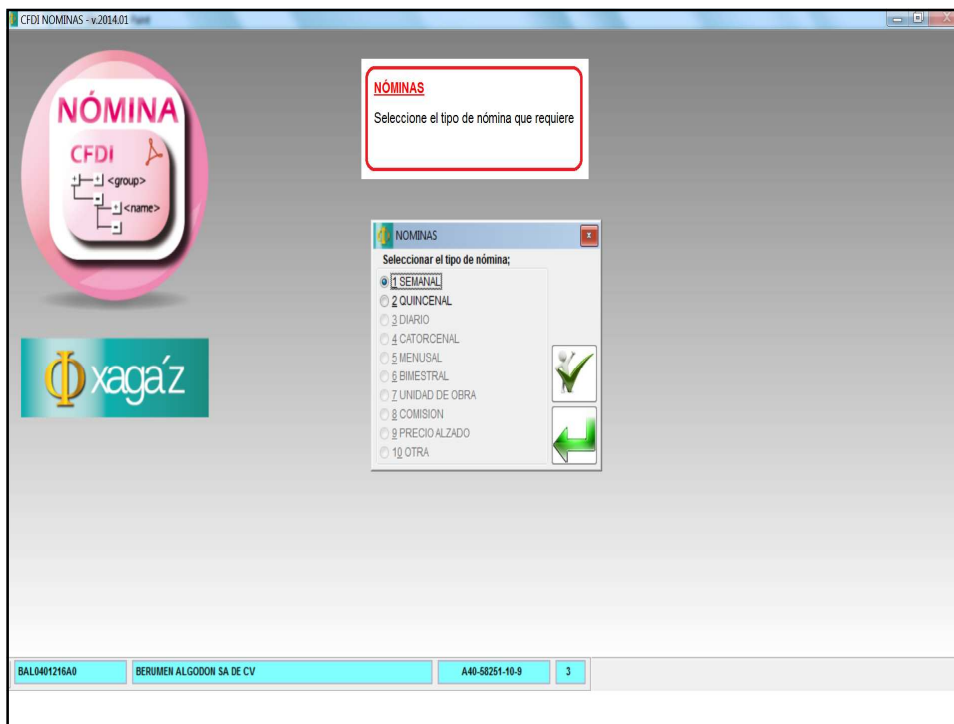 CFDI NOMINAS - v.2014.01
NÓMINA
CFDI
<group>
<name>
xagáz
NÓMINAS
Seleccione el tipo de nómina que requiere
NOMINAS
Seleccionar el tipo de nómina;
1 SEMANAL
2 QUINCENAL
3 DIARIO
4 CATORCENAL
5 MENUSAL
6 BIMESTRAL
7 UNIDAD DE OBRA
8 COMISION
9 PRECIO ALZADO
10 OTRA
BAL0401216A0 BERUMEN ALGODON SA DE CV A40-58251-10-9 3